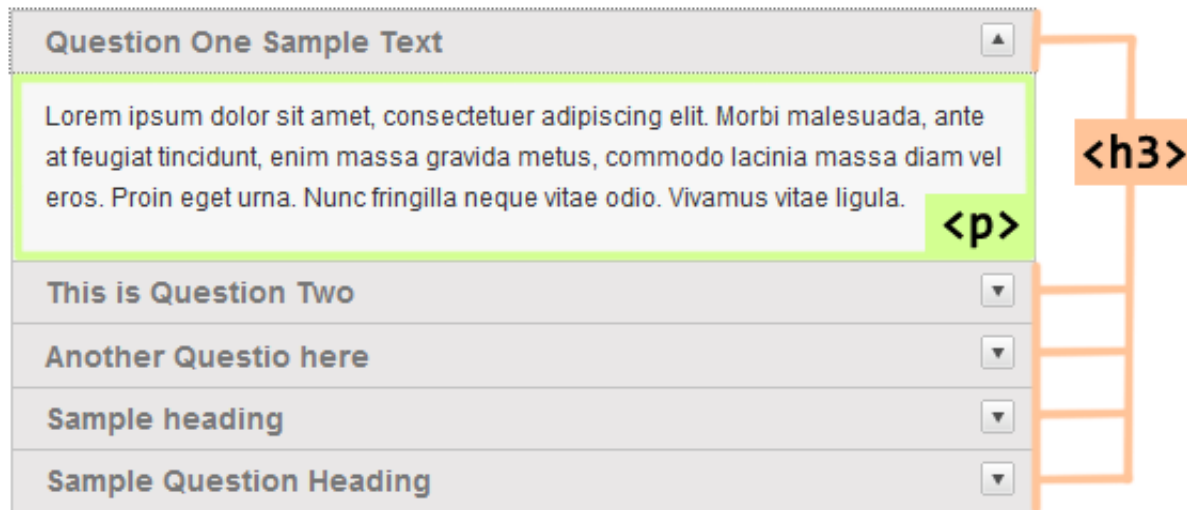 Question One Sample Text
Lorem ipsum dolor sit amet, consectetuer adipiscing elit. Morbi malesuada, ante
at feugiat tincidunt, enim massa gravida metus, commodo lacinia massa diam vel
eros. Proin eget urna. Nunc fringilla neque vitae odio. Vivamus vitae ligula.
<p>
<h3>
This is Question Two
Another Questio here
Sample heading
Sample Question Heading